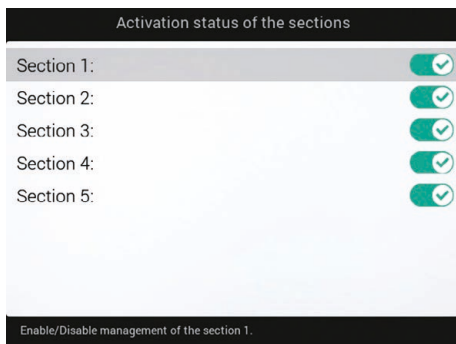 Activation status of the sections
Section 1:
Section 2:
Section 3:
Section 4:
Section 5:
Enable/Disable management of the section 1.